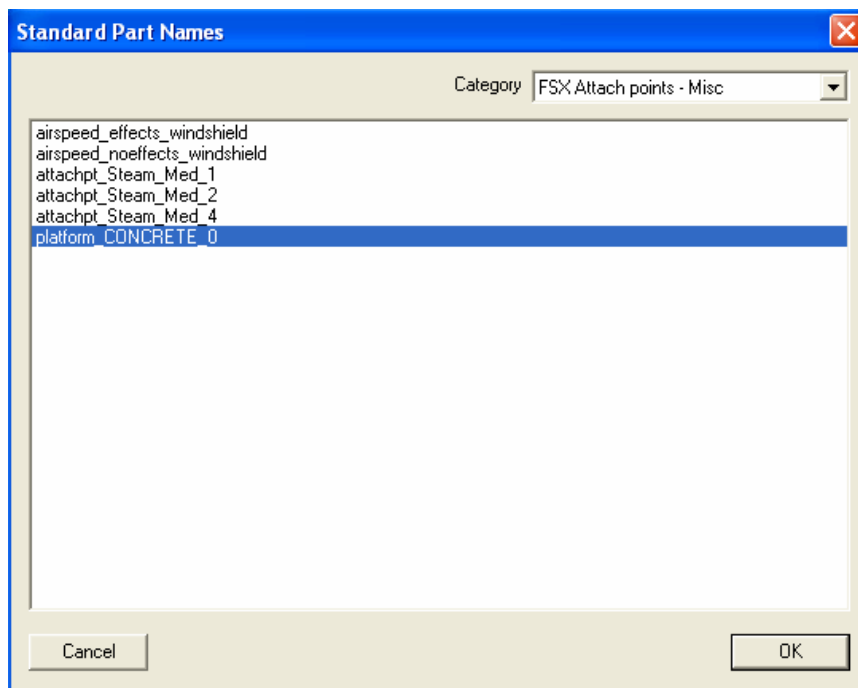 Standard Part Names
Category FSX Attach points - Misc
airspeed_effects_windshield
airspeed_noeffects_windshield
attachpt_Steam_Med_1
attachpt_Steam_Med_2
attachpt_Steam_Med_4
platform_CONCRETE_0
Cancel OK